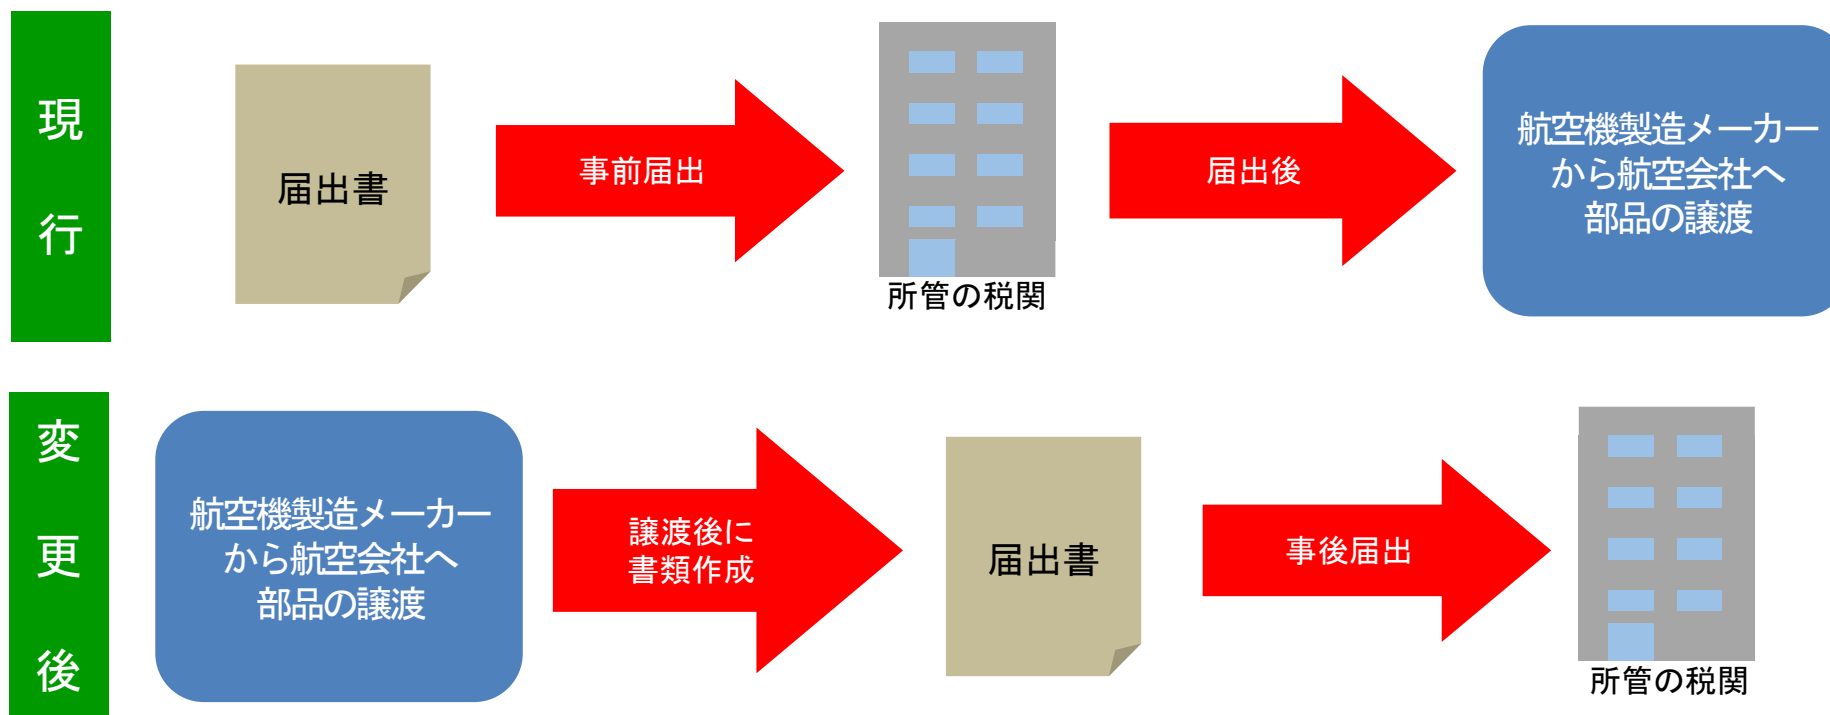 現行
届出書
事前届出
所管の税関
届出後
航空機製造メーカー
から航空会社へ
部品の譲渡
変更後
航空機製造メーカー
から航空会社へ
部品の譲渡
譲渡後に
書類作成
届出書
事後届出
所管の税関